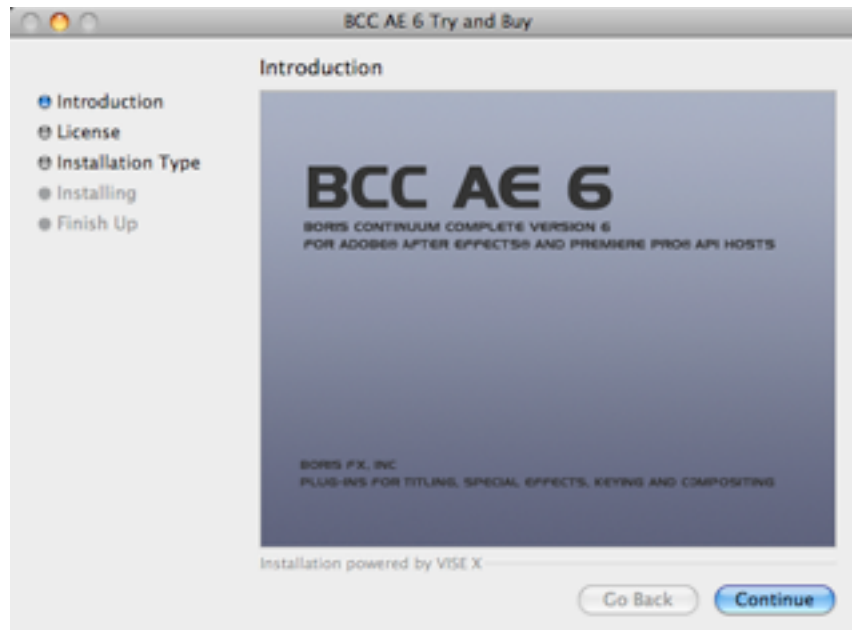 BCC AE 6 Try and Buy
Introduction
Introduction
License
Installation Type
Installing
Finish Up
BCC AE 6
BORIS CONTINUUM COMPLETE VERSION 6
FOR ADOBE® AFTER EFFECTS® AND PREMIERE PRO® API HOSTS
BORIS FX, INC
PLUG-INS FOR TITLING, SPECIAL EFFECTS, KEYING AND COMPOSITING
Installation powered by VISE X
Go Back
Continue